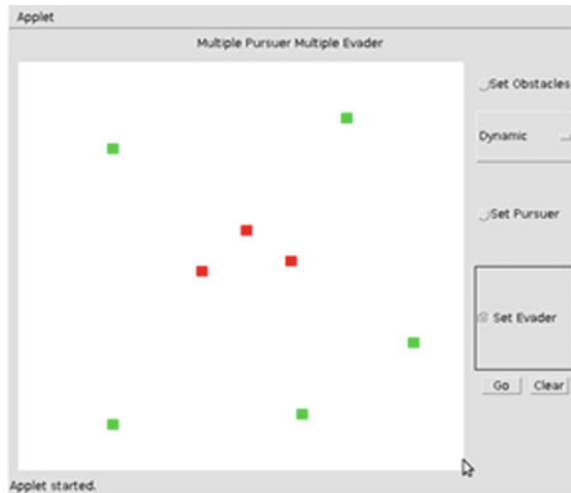 Applet
Multiple Pursuer Multiple Evader
Set Obstacles
Dynamic
Set Pursuer
Set Evader
Go Clear
Applet started.